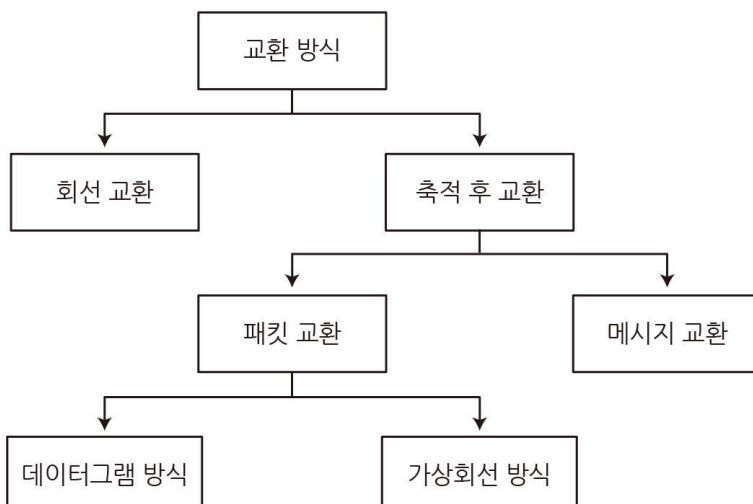 교환 방식
회선 교환
축적 후 교환
패킷 교환
메시지 교환
데이터그램 방식
가상회선 방식